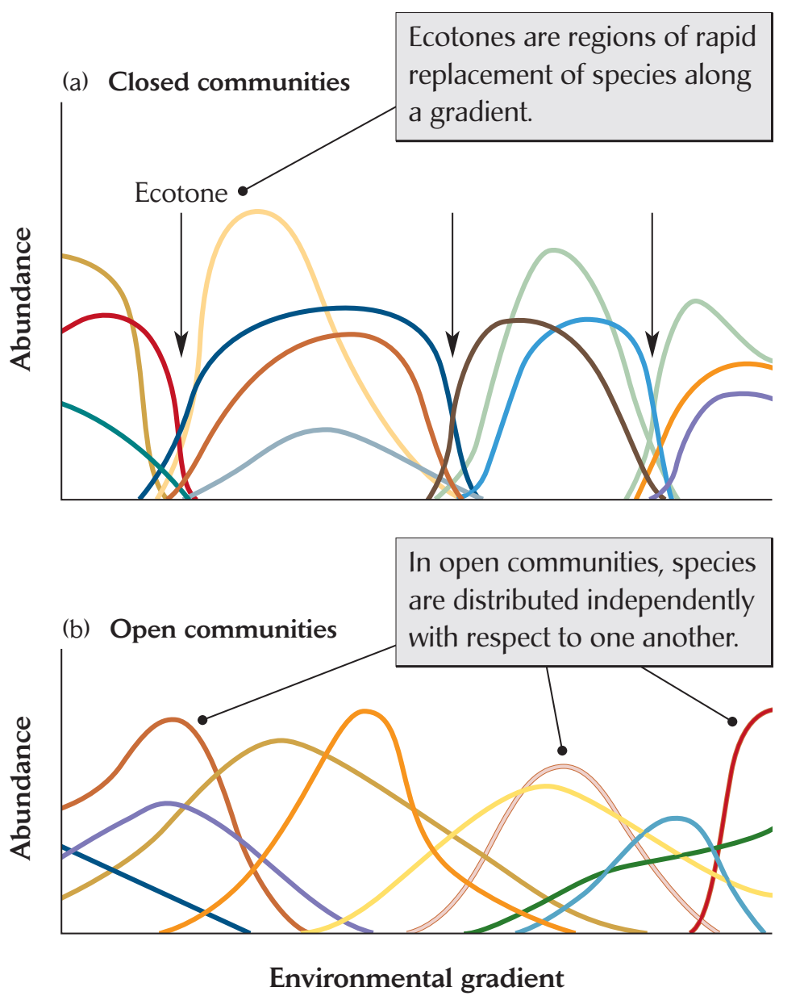 Ecotones are regions of rapid
replacement of species along
a gradient.
(a) Closed communities
Ecotone
Abundance
In open communities, species
are distributed independently
with respect to one another.
(b) Open communities
Abundance
Environmental gradient